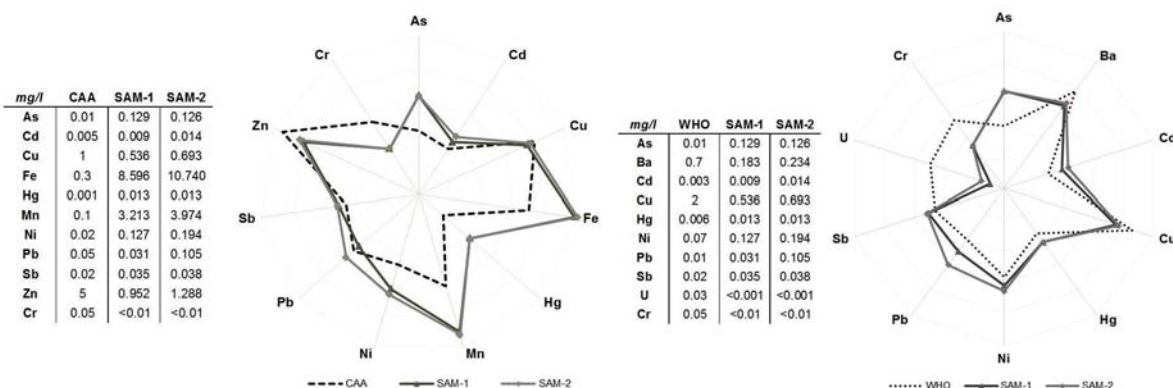 mg/l CAA SAM-1 SAM-2
As 0.01 0.129 0.126
Cd 0.005 0.009 0.014
Cu 1 0.536 0.693
Fe 0.3 8.596 10.740
Hg 0.001 0.013 0.013
Mn 0.1 3.213 3.974
Ni 0.02 0.127 0.194
Pb 0.05 0.031 0.105
Sb 0.02 0.035 0.038
Zn 5 0.952 1.288
Cr 0.05 <0.01 <0.01
As
Cd
Cu
Fe
Hg
Mn
Ni
Pb
Sb
Zn
Cr
CAA SAM-1 SAM-2
mg/l WHO SAM-1 SAM-2
As 0.01 0.129 0.126
Ba 0.7 0.183 0.234
Cd 0.003 0.009 0.014
Cu 2 0.536 0.693
Hg 0.006 0.013 0.013
Ni 0.07 0.127 0.194
Pb 0.01 0.031 0.105
Sb 0.02 0.035 0.038
U 0.03 <0.001 <0.001
Cr 0.05 <0.01 <0.01
As
Ba
Cd
Cu
Hg
Ni
Pb
Sb
U
Cr
WHO SAM-1 SAM-2